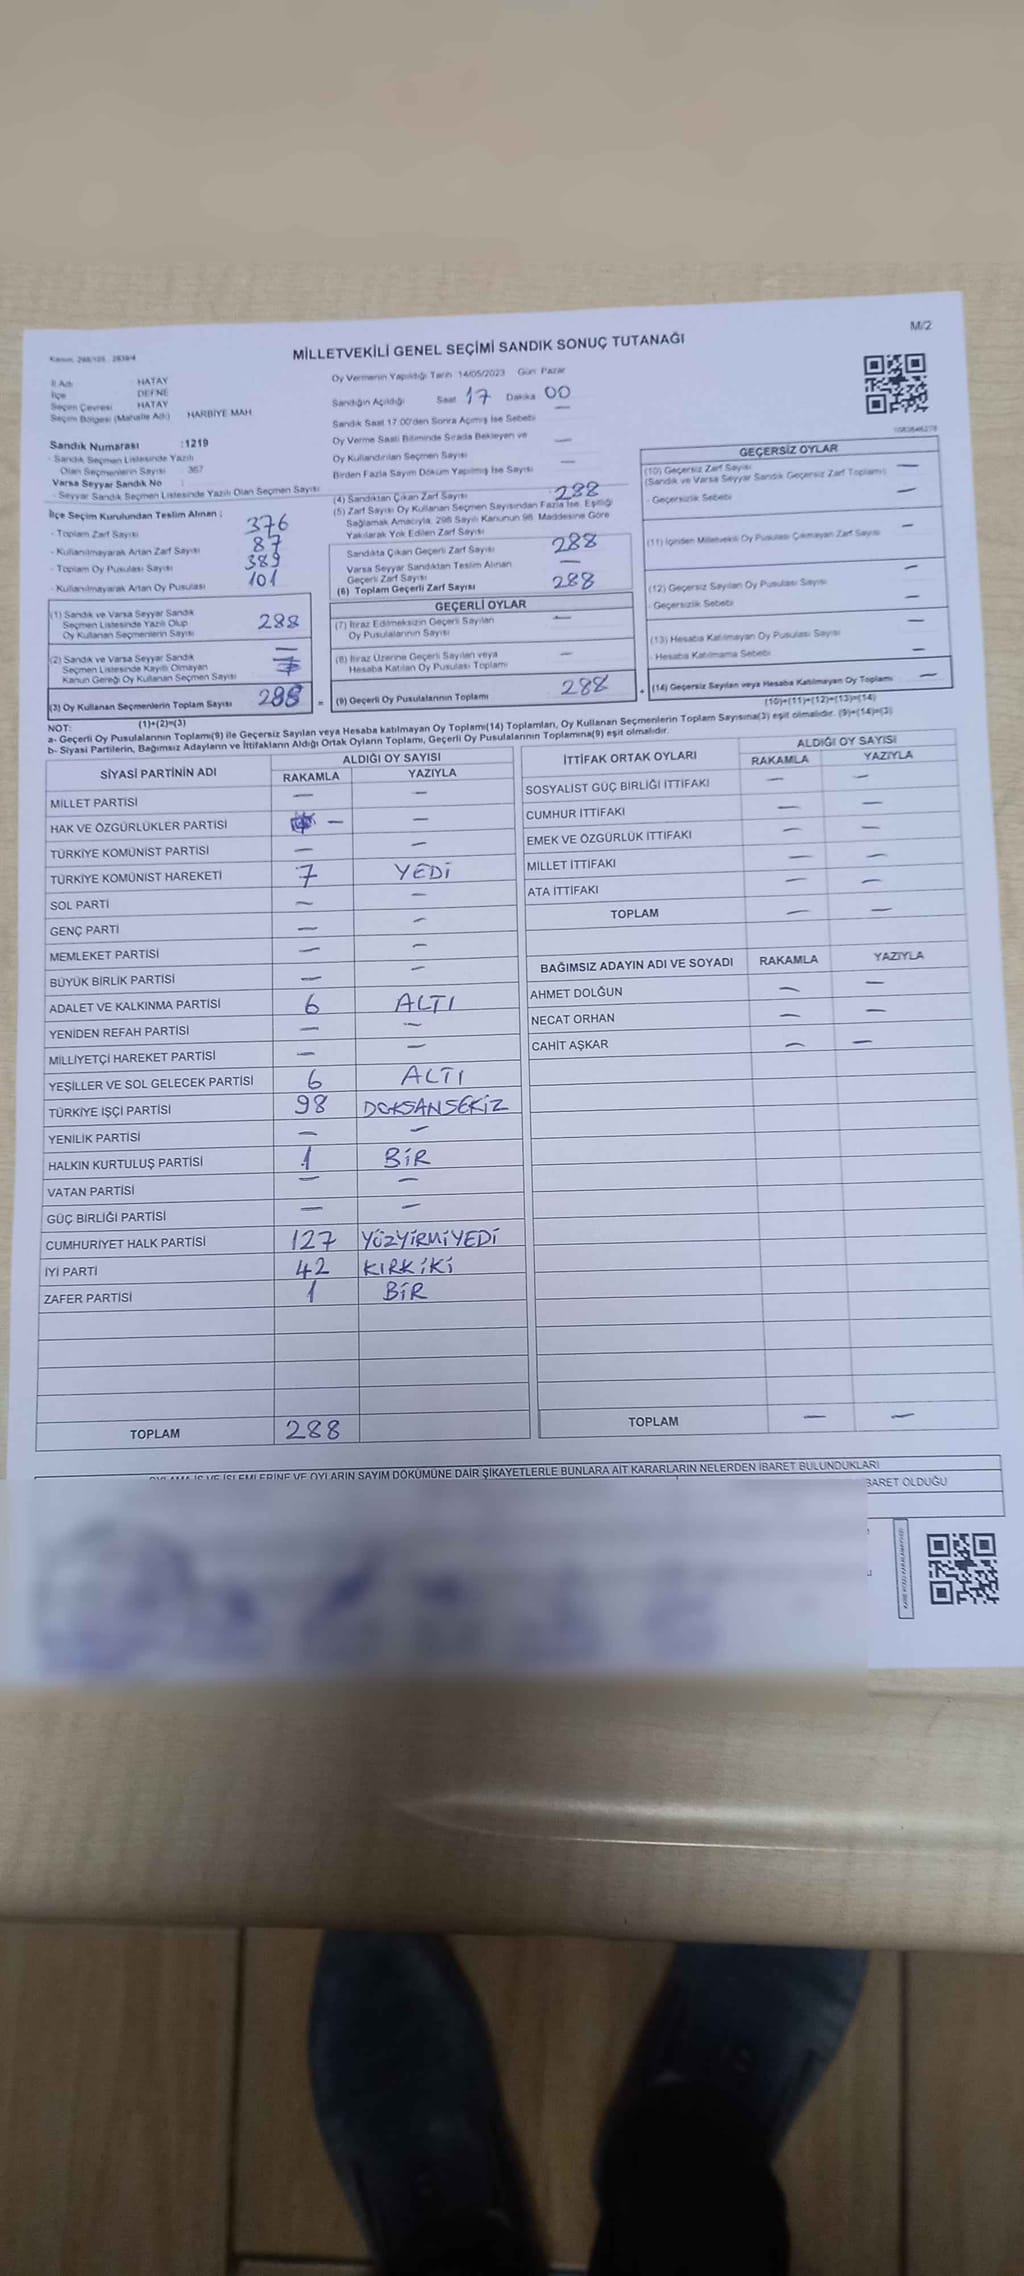 M/2
Kanun: 298/105 - 2839/4
MİLLETVEKİLİ GENEL SEÇİMİ SANDIK SONUÇ TUTANAĞI
İl Adı : HATAY
İlçe : DEFNE
Seçim Çevresi : HATAY
Seçim Bölgesi (Mahalle Adı) HARBİYE MAH
Sandık Numarası : 1219
- Sandık Seçmen Listesinde Yazılı
Olan Seçmenlerin Sayısı 367
Varsa Seyyar Sandık No :
- Seyyar Sandık Seçmen Listesinde Yazılı Olan Seçmen Sayısı
İlçe Seçim Kurulundan Teslim Alınan :
- Toplam Zarf Sayısı 376
- Kullanılmayarak Artan Zarf Sayısı 87
- Toplam Oy Pusulası Sayısı 389
- Kullanılmayarak Artan Oy Pusulası 101
(1) Sandık ve Varsa Seyyar Sandık
Seçmen Listesinde Yazılı Olup
Oy Kullanan Seçmenlerin Sayısı 288
(2) Sandık ve Varsa Seyyar Sandık —
Seçmen Listesinde Kayıtlı Olmayan
Kanun Gereği Oy Kullanan Seçmen Sayısı
(3) Oy Kullanan Seçmenlerin Toplam Sayısı 288 =
(1)+(2)=(3)
Oy Vermenin Yapıldığı Tarih 14/05/2023 Gün: Pazar
Sandığın Açıldığı Saat 17 Dakika 00
Sandık Saat 17.00'den Sonra Açılmış İse Sebebi —
Oy Verme Saati Bitiminde Sırada Bekleyen ve
Oy Kullandırılan Seçmen Sayısı —
Birden Fazla Sayım Döküm Yapılmış İse Sayısı —
(4) Sandıktan Çıkan Zarf Sayısı 288
(5) Zarf Sayısı Oy Kullanan Seçmen Sayısından Fazla İse, Eşitliği
Sağlamak Amacıyla, 298 Sayılı Kanunun 98. Maddesine Göre
Yakılarak Yok Edilen Zarf Sayısı —
Sandıkta Çıkan Geçerli Zarf Sayısı 288
Varsa Seyyar Sandıktan Teslim Alınan
Geçerli Zarf Sayısı —
(6) Toplam Geçerli Zarf Sayısı 288
GEÇERLİ OYLAR
(7) İtiraz Edilmeksizin Geçerli Sayılan
Oy Pusulalarının Sayısı —
(8) İtiraz Üzerine Geçerli Sayılan veya
Hesaba Katılan Oy Pusulası Toplamı —
(9) Geçerli Oy Pusulalarının Toplamı 288 +
GEÇERSİZ OYLAR
(10) Geçersiz Zarf Sayısı —
(Sandık ve Varsa Seyyar Sandık Geçersiz Zarf Toplamı)
- Geçersizlik Sebebi —
(11) İçinden Milletvekili Oy Pusulası Çıkmayan Zarf Sayısı —
(12) Geçersiz Sayılan Oy Pusulası Sayısı —
- Geçersizlik Sebebi —
(13) Hesaba Katılmayan Oy Pusulası Sayısı —
- Hesaba Katılmama Sebebi —
(14) Geçersiz Sayılan veya Hesaba Katılmayan Oy Toplamı —
(10)+(11)+(12)+(13)=(14)
NOT:
a- Geçerli Oy Pusulalarının Toplamı(9) ile Geçersiz Sayılan veya Hesaba katılmayan Oy Toplamı(14) Toplamları, Oy Kullanan Seçmenlerin Toplam Sayısına(3) eşit olmalıdır. (9)+(14)=(3)
b- Siyasi Partilerin, Bağımsız Adayların ve İttifakların Aldığı Ortak Oyların Toplamı, Geçerli Oy Pusulalarının Toplamına(9) eşit olmalıdır.
SİYASİ PARTİNİN ADI ALDIĞI OY SAYISI
RAKAMLA YAZIYLA
MİLLET PARTİSİ — —
HAK VE ÖZGÜRLÜKLER PARTİSİ — —
TÜRKİYE KOMÜNİST PARTİSİ — —
TÜRKİYE KOMÜNİST HAREKETİ 7 YEDİ
SOL PARTİ — —
GENÇ PARTİ — —
MEMLEKET PARTİSİ — —
BÜYÜK BİRLİK PARTİSİ — —
ADALET VE KALKINMA PARTİSİ 6 ALTI
YENİDEN REFAH PARTİSİ — —
MİLLİYETÇİ HAREKET PARTİSİ — —
YEŞİLLER VE SOL GELECEK PARTİSİ 6 ALTI
TÜRKİYE İŞÇİ PARTİSİ 98 DOKSANSEKİZ
YENİLİK PARTİSİ — —
HALKIN KURTULUŞ PARTİSİ 1 BİR
VATAN PARTİSİ — —
GÜÇ BİRLİĞİ PARTİSİ — —
CUMHURİYET HALK PARTİSİ 127 YÜZYİRMİYEDİ
İYİ PARTİ 42 KIRKİKİ
ZAFER PARTİSİ 1 BİR
TOPLAM 288
İTTİFAK ORTAK OYLARI ALDIĞI OY SAYISI
RAKAMLA YAZIYLA
SOSYALİST GÜÇ BİRLİĞİ İTTİFAKI — —
CUMHUR İTTİFAKI — —
EMEK VE ÖZGÜRLÜK İTTİFAKI — —
MİLLET İTTİFAKI — —
ATA İTTİFAKI — —
TOPLAM — —
BAĞIMSIZ ADAYIN ADI VE SOYADI RAKAMLA YAZIYLA
AHMET DOLĞUN — —
NECAT ORHAN — —
CAHİT AŞKAR — —
TOPLAM — —
OYLAMA İŞ VE İŞLEMLERİNE VE OYLARIN SAYIM DÖKÜMÜNE DAİR ŞİKAYETLERLE BUNLARA AİT KARARLARIN NELERDEN İBARET BULUNDUKLARI
İBARET OLDUĞU